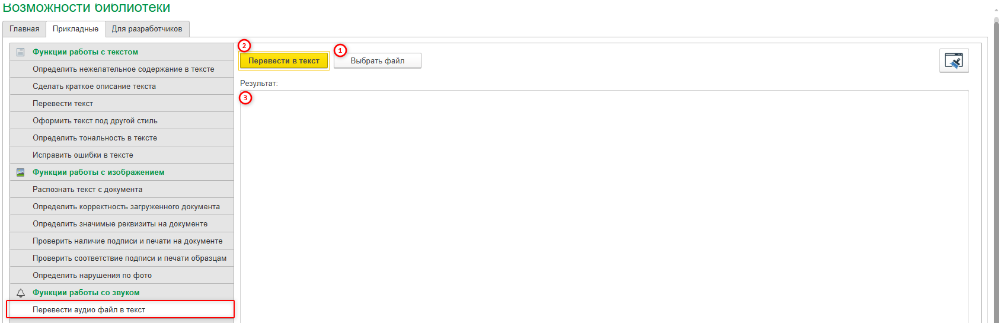 Возможности библиотеки
Главная Прикладные Для разработчиков
Функции работы с текстом
Определить нежелательное содержание в тексте
Сделать краткое описание текста
Перевести текст
Оформить текст под другой стиль
Определить тональность в тексте
Исправить ошибки в тексте
Функции работы с изображением
Распознать текст с документа
Определить корректность загруженного документа
Определить значимые реквизиты на документе
Проверить наличие подписи и печати на документе
Проверить соответствие подписи и печати образцам
Определить нарушения по фото
Функции работы со звуком
Перевести аудио файл в текст
2 1
Перевести в текст Выбрать файл
Результат:
3